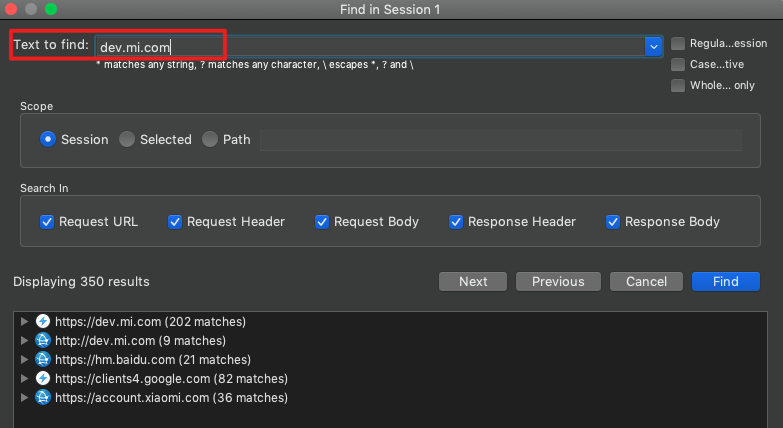 Find in Session 1
Text to find: dev.mi.com
Regula...ession
* matches any string, ? matches any character, \ escapes *, ? and \
Case...tive
Whole... only
Scope
Session Selected Path
Search In
Request URL Request Header Request Body Response Header Response Body
Displaying 350 results Next Previous Cancel Find
https://dev.mi.com (202 matches)
http://dev.mi.com (9 matches)
https://hm.baidu.com (21 matches)
https://clients4.google.com (82 matches)
https://account.xiaomi.com (36 matches)